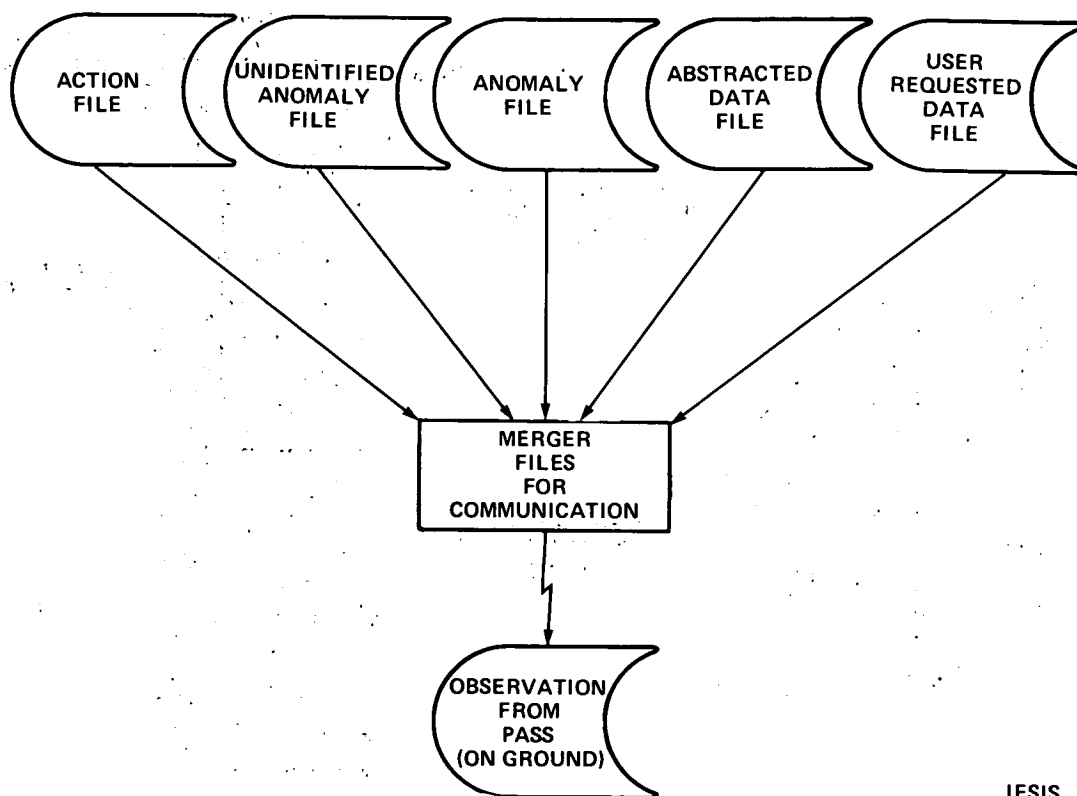 ACTION
FILE
UNIDENTIFIED
ANOMALY
FILE
ANOMALY
FILE
ABSTRACTED
DATA
FILE
USER
REQUESTED
DATA
FILE
MERGER
FILES
FOR
COMMUNICATION
OBSERVATION
FROM
PASS
(ON GROUND)
IESIS